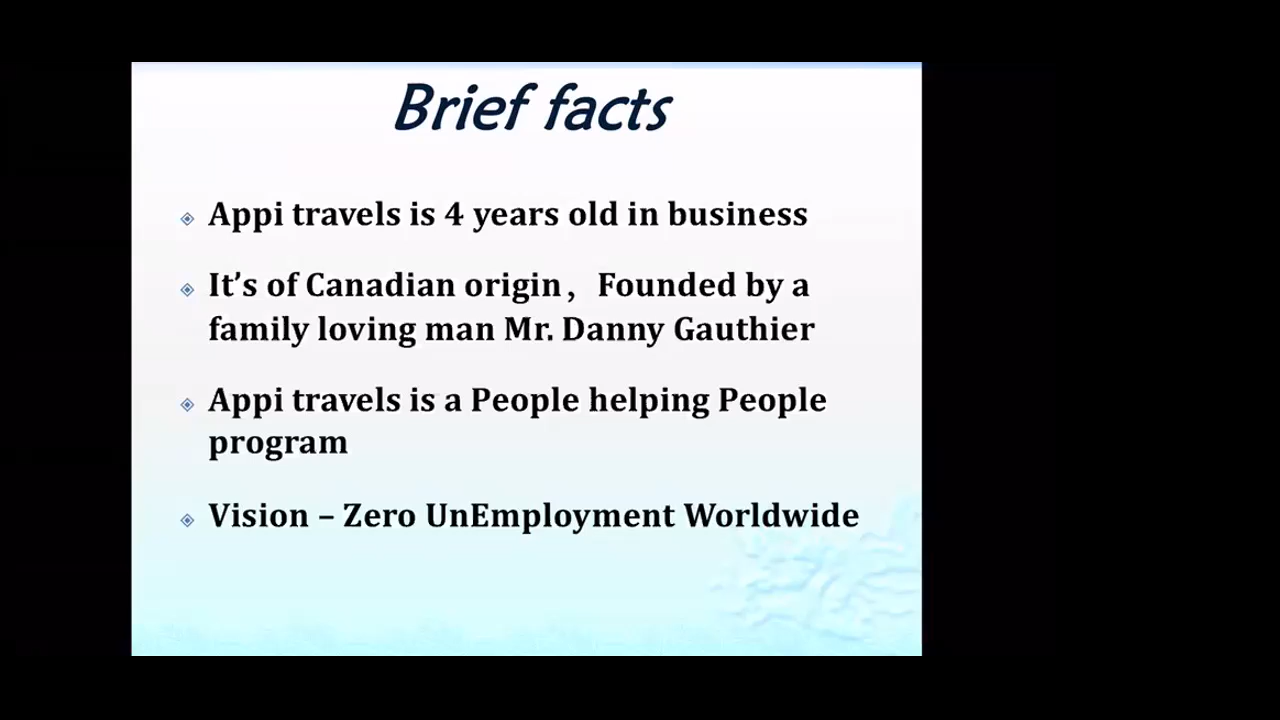 Brief facts
Appi travels is 4 years old in business
It’s of Canadian origin, Founded by a
family loving man Mr. Danny Gauthier
Appi travels is a People helping People
program
Vision – Zero UnEmployment Worldwide